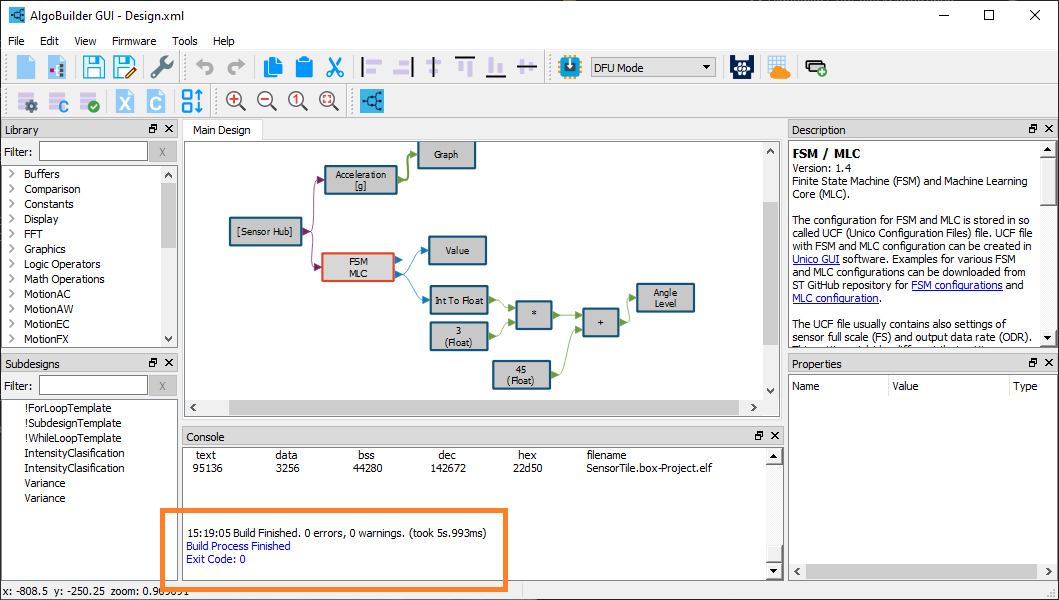 AlgoBuilder GUI - Design.xml
File Edit View Firmware Tools Help
DFU Mode
Library
Filter: X
Buffers
Comparison
Constants
Display
FFT
Graphics
Logic Operators
Math Operations
MotionAC
MotionAW
MotionEC
MotionFX
Subdesigns
Filter: X
!ForLoopTemplate
!SubdesignTemplate
!WhileLoopTemplate
IntensityClasification
IntensityClasification
Variance
Variance
Main Design
Graph
Acceleration
[g]
[Sensor Hub]
FSM
MLC
Value
Int To Float
3
(Float)
*
+
Angle
Level
45
(Float)
Console
text data bss dec hex filename
95136 3256 44280 142672 22d50 SensorTile.box-Project.elf
15:19:05 Build Finished. 0 errors, 0 warnings. (took 5s.993ms)
Build Process Finished
Exit Code: 0
Description
FSM / MLC
Version: 1.4
Finite State Machine (FSM) and Machine Learning
Core (MLC).
The configuration for FSM and MLC is stored in so
called UCF (Unico Configuration Files) file. UCF file
with FSM and MLC configuration can be created in
Unico GUI software. Examples for various FSM
and MLC configurations can be downloaded from
ST GitHub repository for FSM configurations and
MLC configuration.
The UCF file usually contains also settings of
sensor full scale (FS) and output data rate (ODR).
Properties
Name Value Type
x: -808.5 y: -250.25 zoom: